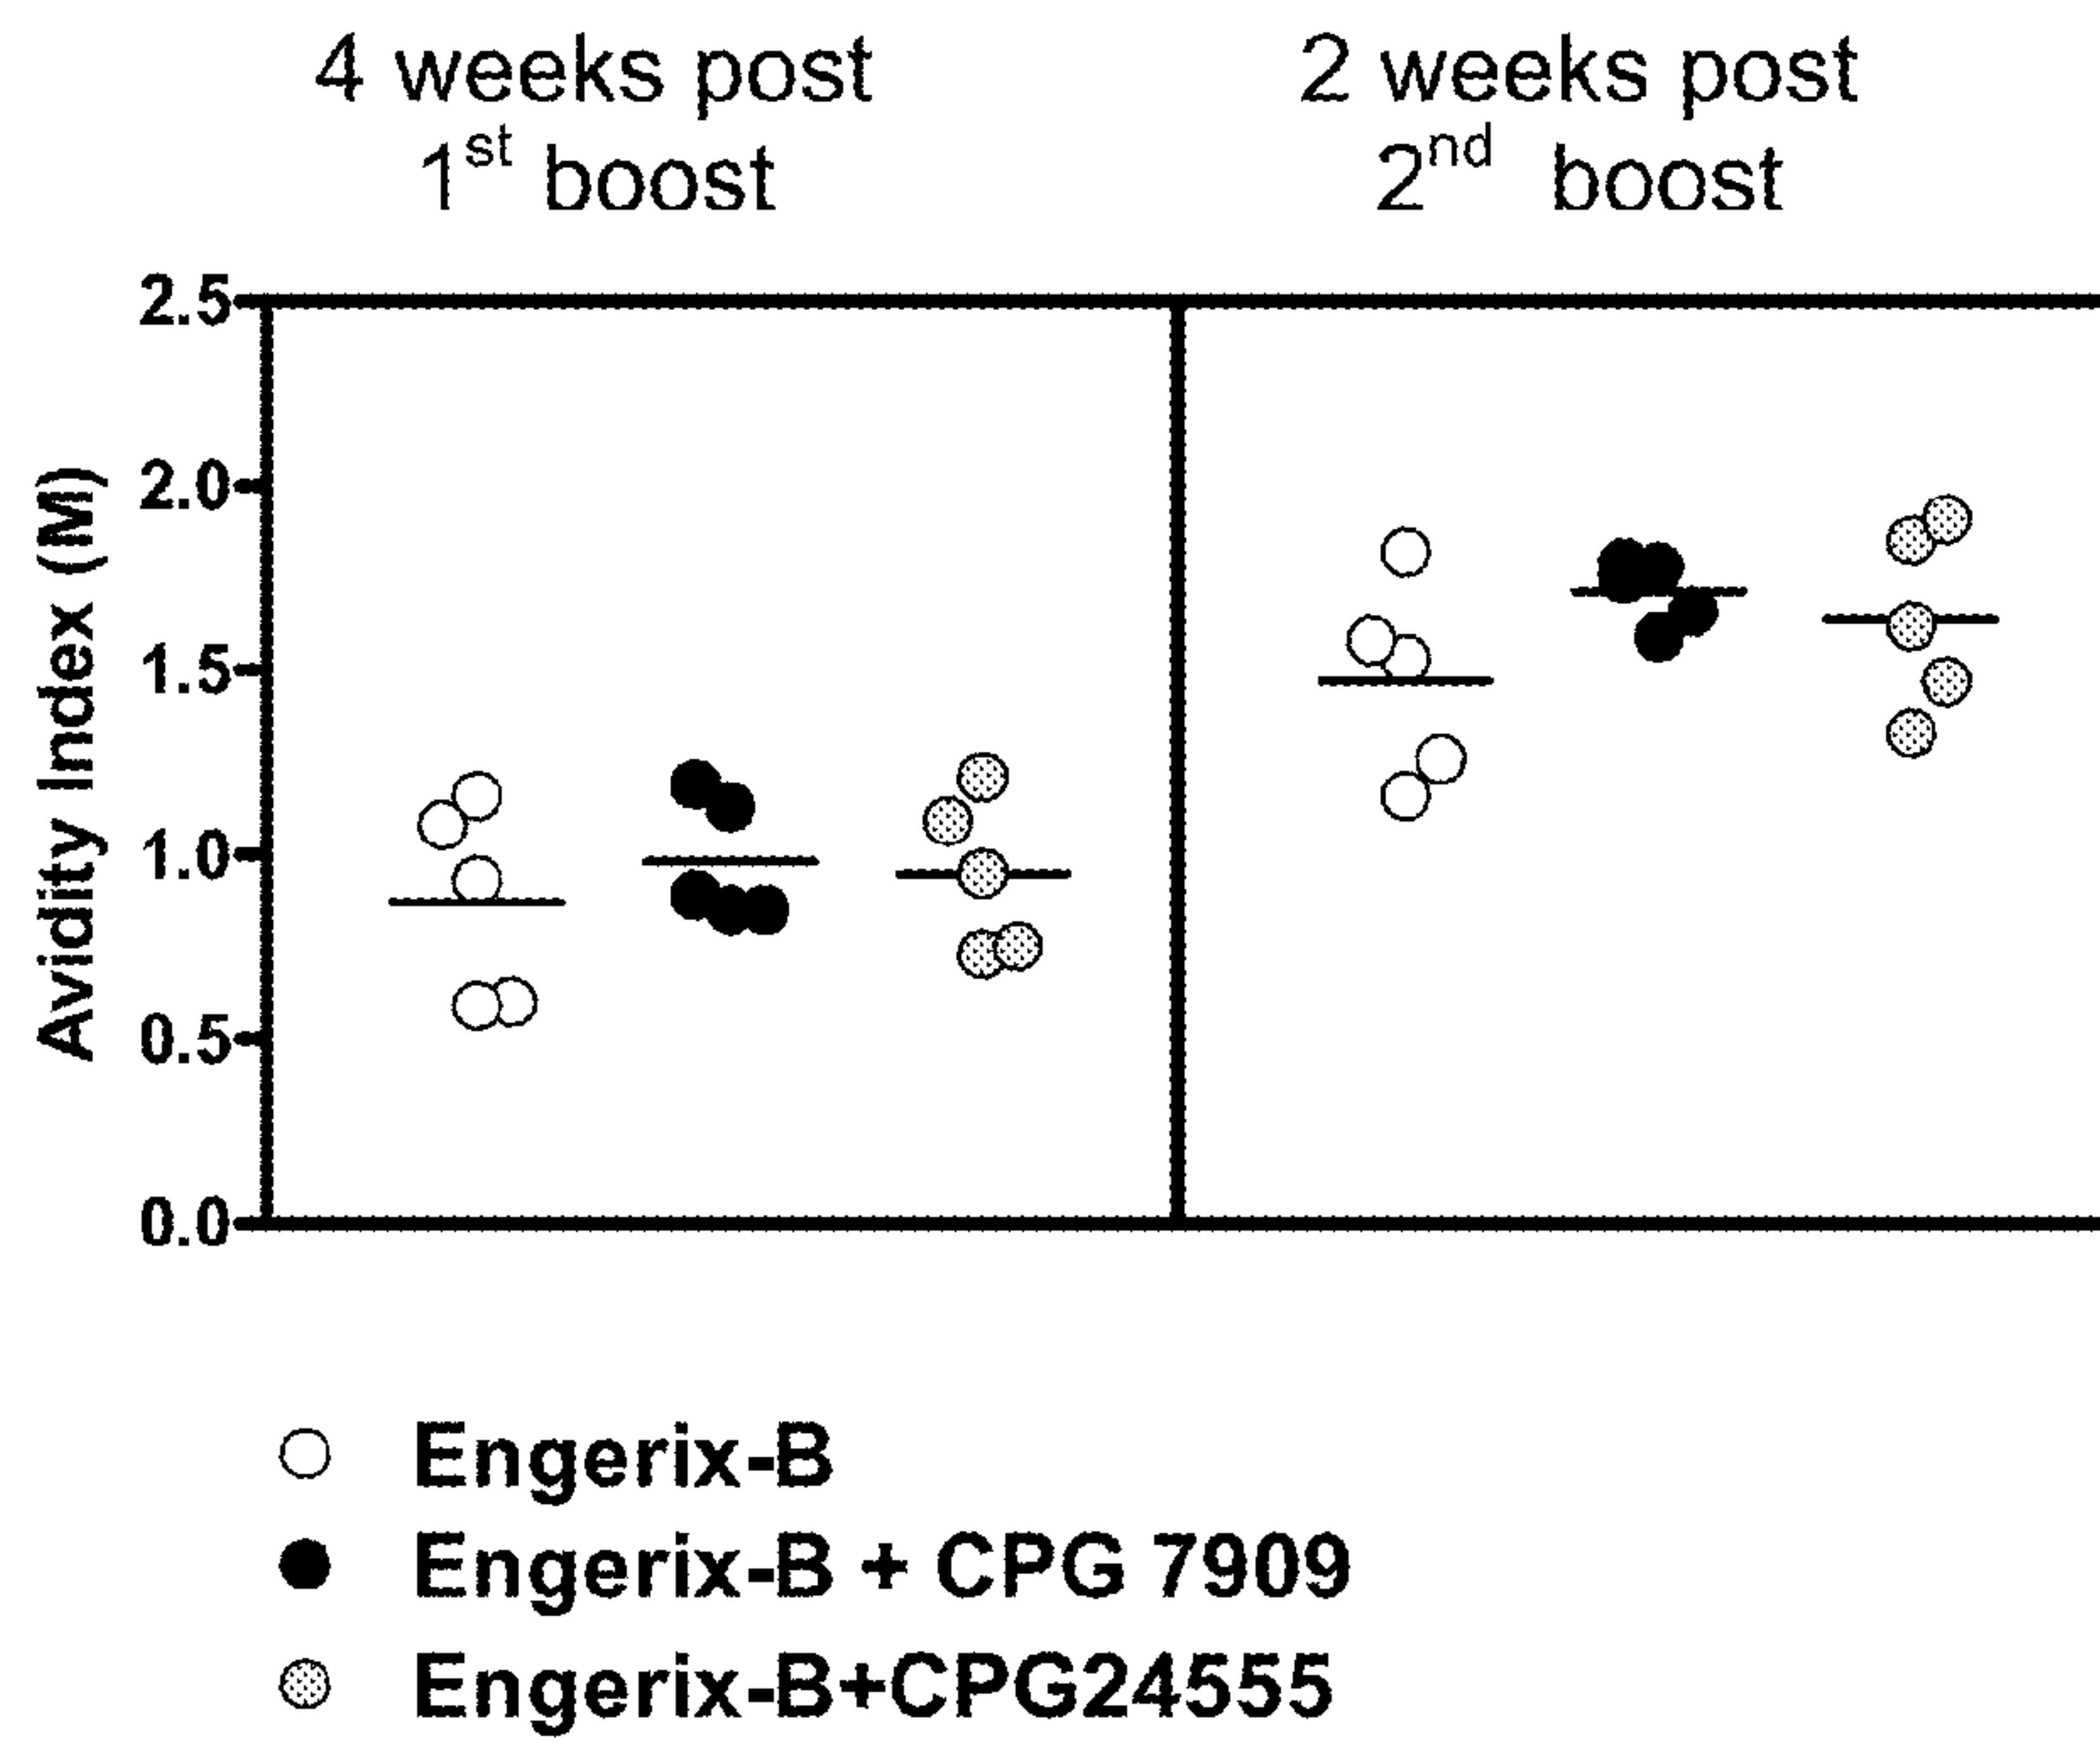 4 weeks post
1st boost
2 weeks post
2nd boost
Avidity Index (M)
2.5
2.0
1.5
1.0
0.5
0.0
Engerix-B
Engerix-B + CPG 7909
Engerix-B+CPG24555